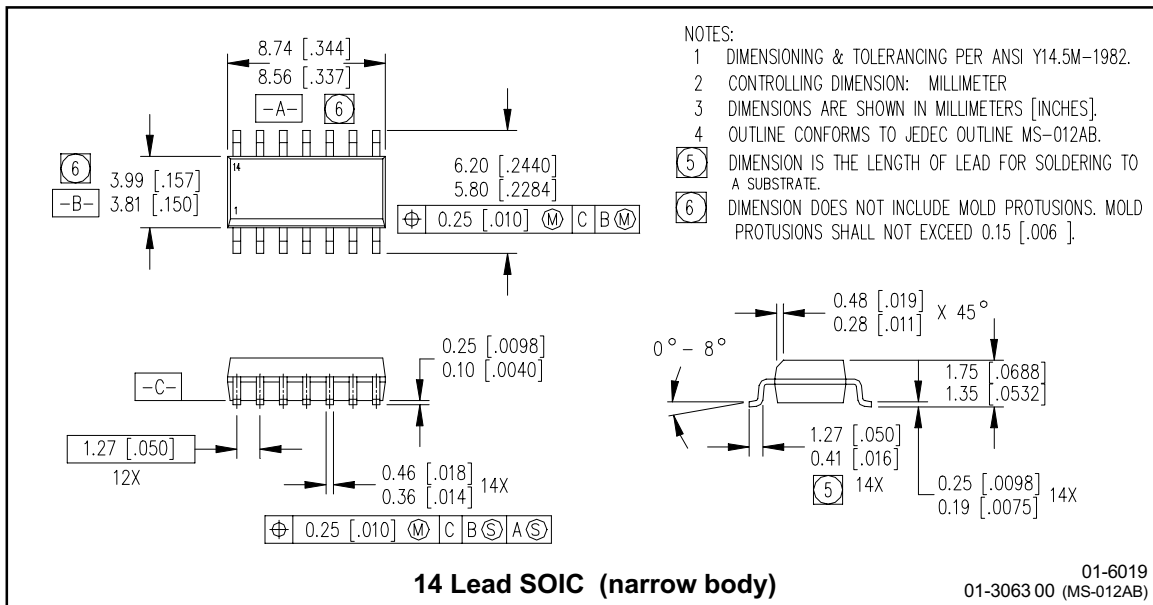 8.74 [.344]
8.56 [.337]
-A- 6
6
3.99 [.157]
3.81 [.150]
-B-
14
1
6.20 [.2440]
5.80 [.2284]
⌖ 0.25 [.010] Ⓜ C B Ⓜ
NOTES:
1 DIMENSIONING & TOLERANCING PER ANSI Y14.5M-1982.
2 CONTROLLING DIMENSION: MILLIMETER
3 DIMENSIONS ARE SHOWN IN MILLIMETERS [INCHES].
4 OUTLINE CONFORMS TO JEDEC OUTLINE MS-012AB.
5 DIMENSION IS THE LENGTH OF LEAD FOR SOLDERING TO
A SUBSTRATE.
6 DIMENSION DOES NOT INCLUDE MOLD PROTUSIONS. MOLD
PROTUSIONS SHALL NOT EXCEED 0.15 [.006 ].
-C-
0.25 [.0098]
0.10 [.0040]
1.27 [.050]
12X
0.46 [.018]
0.36 [.014] 14X
⌖ 0.25 [.010] Ⓜ C B Ⓢ A Ⓢ
0.48 [.019]
0.28 [.011] X 45°
0°-8°
1.75 [.0688]
1.35 [.0532]
1.27 [.050]
0.41 [.016]
5 14X
0.25 [.0098]
0.19 [.0075] 14X
14 Lead SOIC (narrow body)
01-6019
01-3063 00 (MS-012AB)